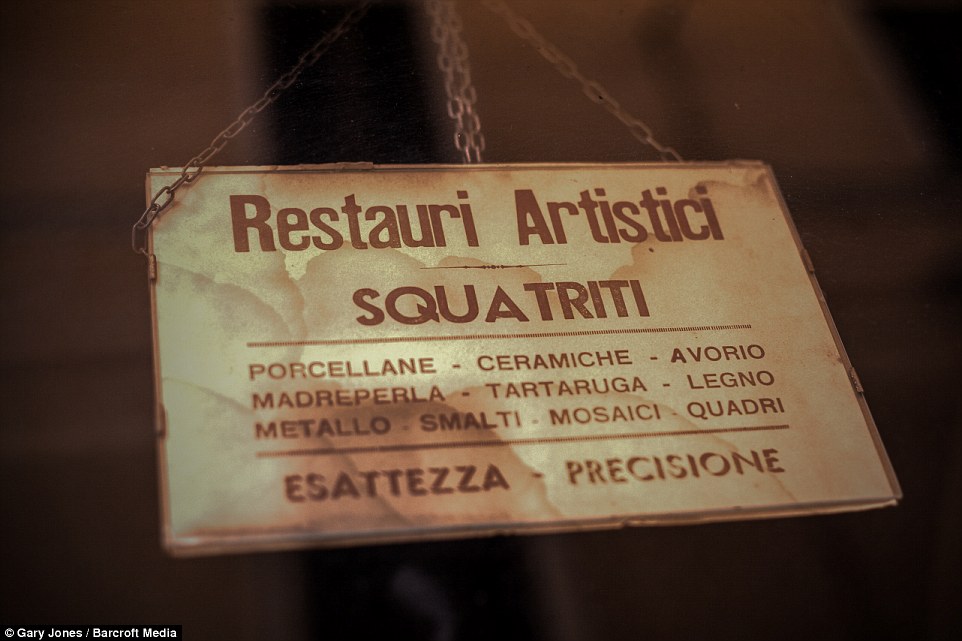 Restauri Artistici
SQUATRITI
PORCELLANE - CERAMICHE - AVORIO
MADREPERLA - TARTARUGA - LEGNO
METALLO - SMALTI - MOSAICI - QUADRI
ESATTEZZA - PRECISIONE
© Gary Jones / Barcroft Media